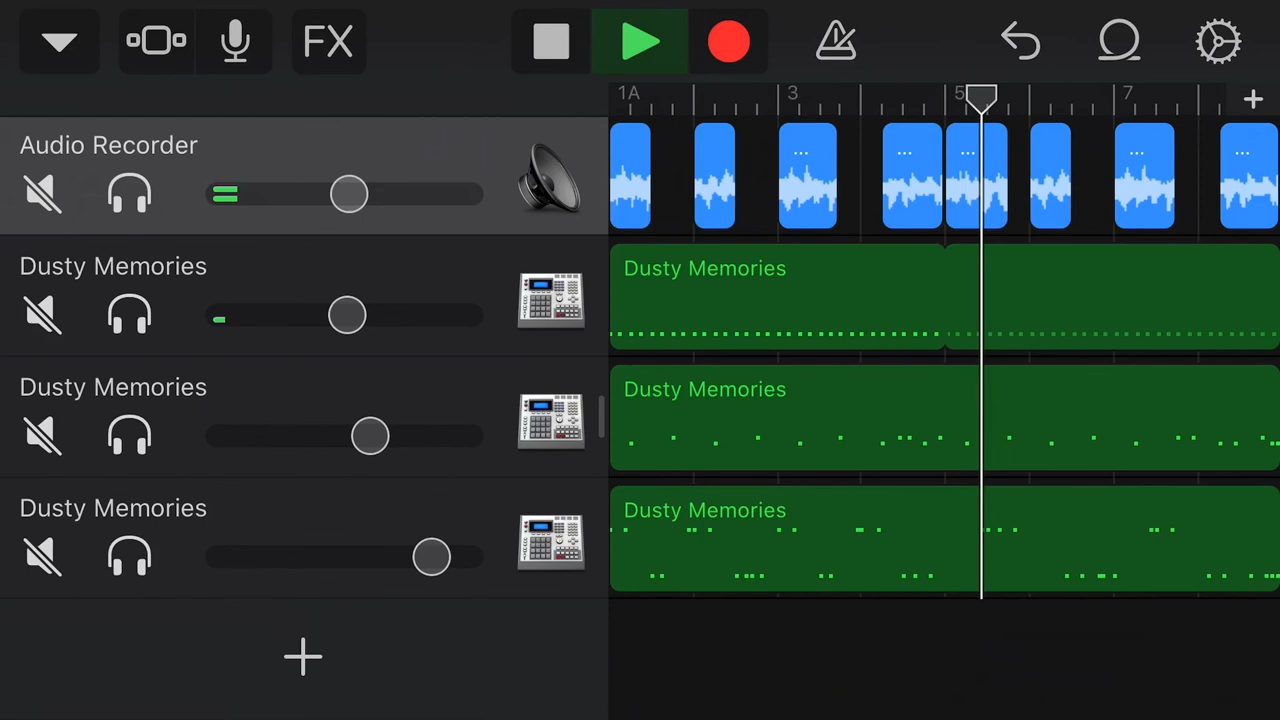 FX
1A 3 5 7
Audio Recorder
...
...
...
...
...
Dusty Memories
Dusty Memories
Dusty Memories
Dusty Memories
Dusty Memories
Dusty Memories